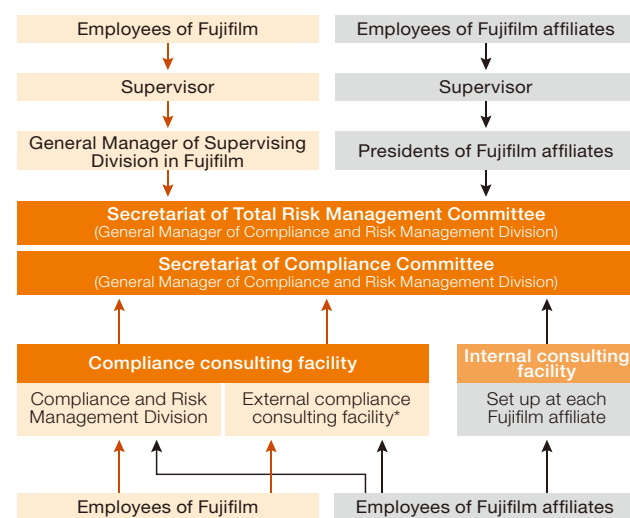 Employees of Fujifilm
Employees of Fujifilm affiliates
Supervisor
Supervisor
General Manager of Supervising
Division in Fujifilm
Presidents of Fujifilm affiliates
Secretariat of Total Risk Management Committee
(General Manager of Compliance and Risk Management Division)
Secretariat of Compliance Committee
(General Manager of Compliance and Risk Management Division)
Compliance consulting facility
Internal consulting
facility
Compliance and Risk
Management Division
External compliance
consulting facility*
Set up at each
Fujifilm affiliate
Employees of Fujifilm
Employees of Fujifilm affiliates